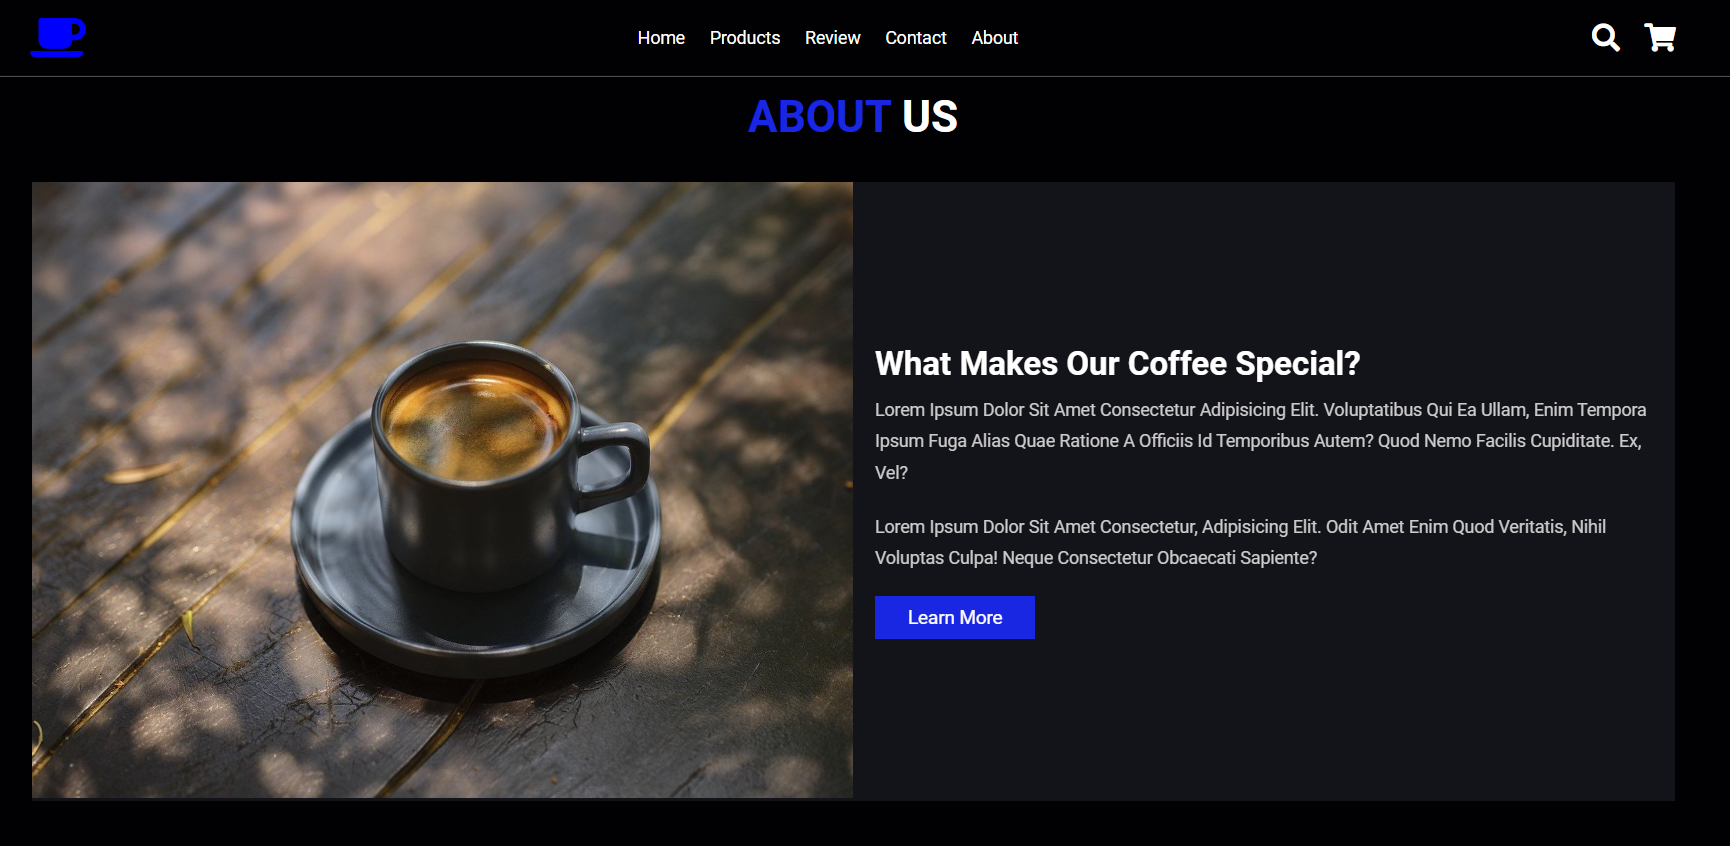 Home Products Review Contact About
ABOUT US
What Makes Our Coffee Special?
Lorem Ipsum Dolor Sit Amet Consectetur Adipisicing Elit. Voluptatibus Qui Ea Ullam, Enim Tempora
Ipsum Fuga Alias Quae Ratione A Officiis Id Temporibus Autem? Quod Nemo Facilis Cupiditate. Ex,
Vel?
Lorem Ipsum Dolor Sit Amet Consectetur, Adipisicing Elit. Odit Amet Enim Quod Veritatis, Nihil
Voluptas Culpa! Neque Consectetur Obcaecati Sapiente?
Learn More